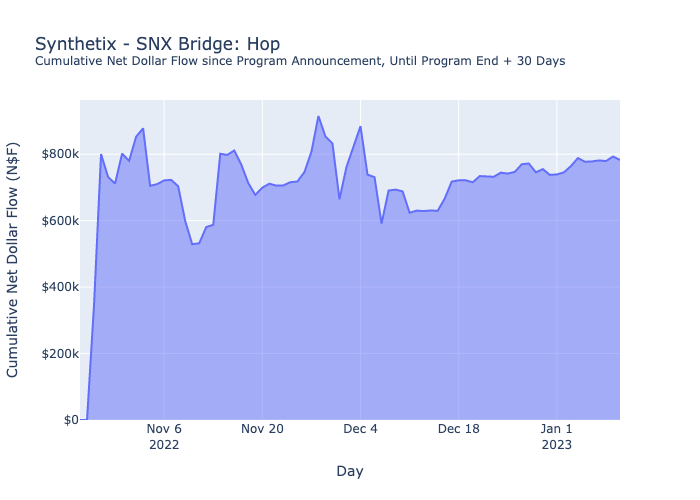 Synthetix - SNX Bridge: Hop
Cumulative Net Dollar Flow since Program Announcement, Until Program End + 30 Days
Cumulative Net Dollar Flow (N$F)
$800k
$600k
$400k
$200k
$0
Nov 6
2022
Nov 20
Dec 4
Dec 18
Jan 1
2023
Day